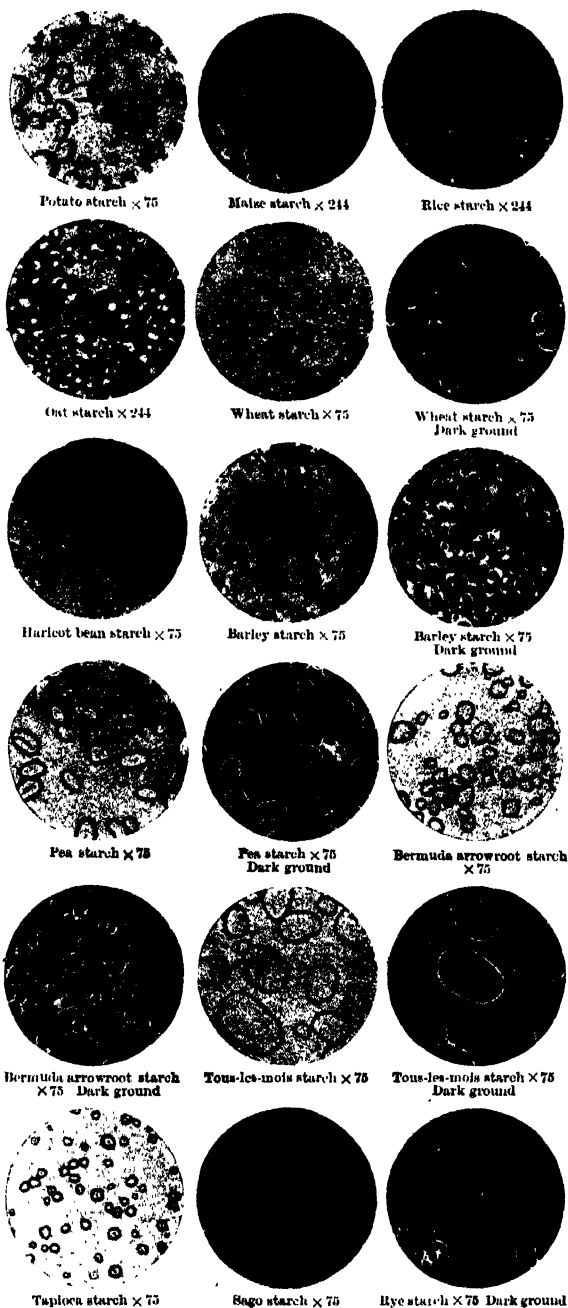 Potato starch × 75
Maize starch × 244
Rice starch × 244
Oat starch × 244
Wheat starch × 75
Wheat starch × 75
Dark ground
Haricot bean starch × 75
Barley starch × 75
Barley starch × 75
Dark ground
Pea starch × 75
Pea starch × 75
Dark ground
Bermuda arrowroot starch
× 75
Bermuda arrowroot starch
× 75 Dark ground
Tous-les-mois starch × 75
Tous-les-mois starch × 75
Dark ground
Tapioca starch × 75
Sago starch × 75
Rye starch × 75 Dark ground